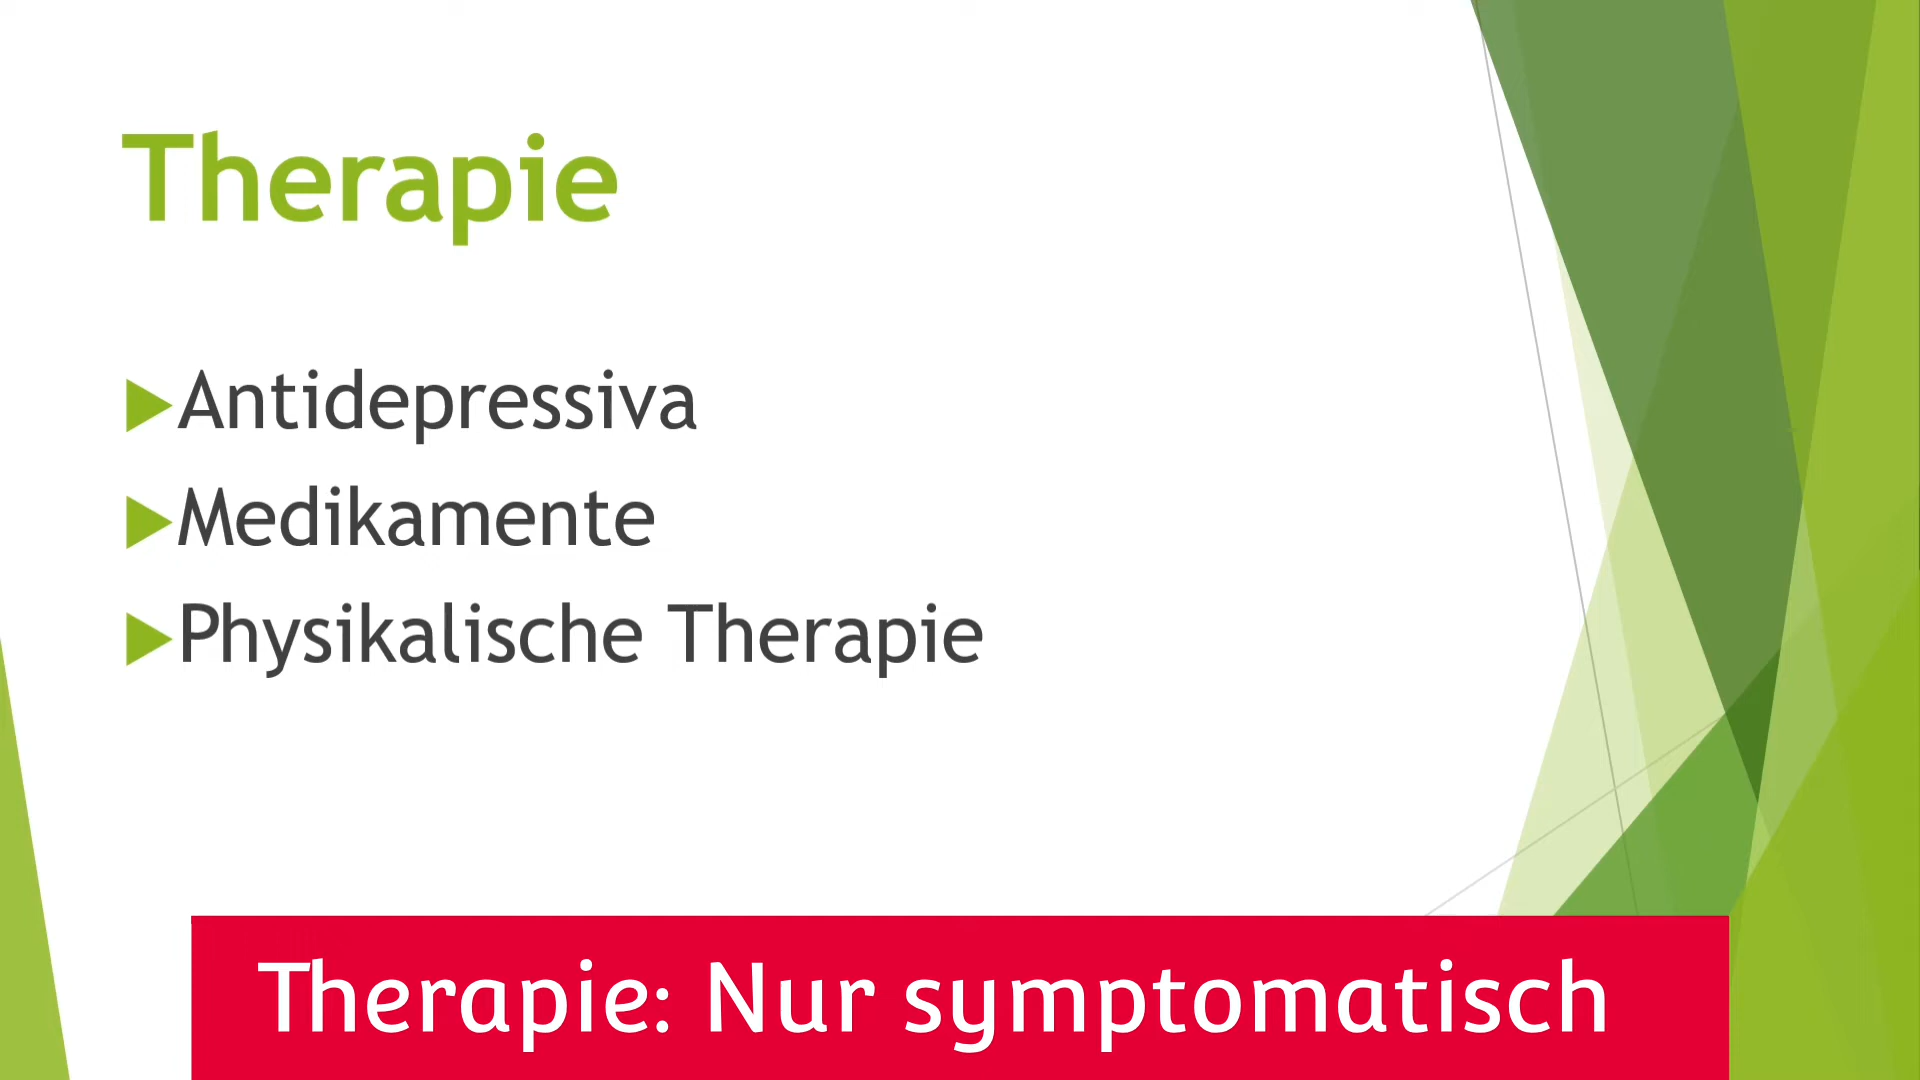 Therapie
Antidepressiva
Medikamente
Physikalische Therapie
Therapie: Nur symptomatisch